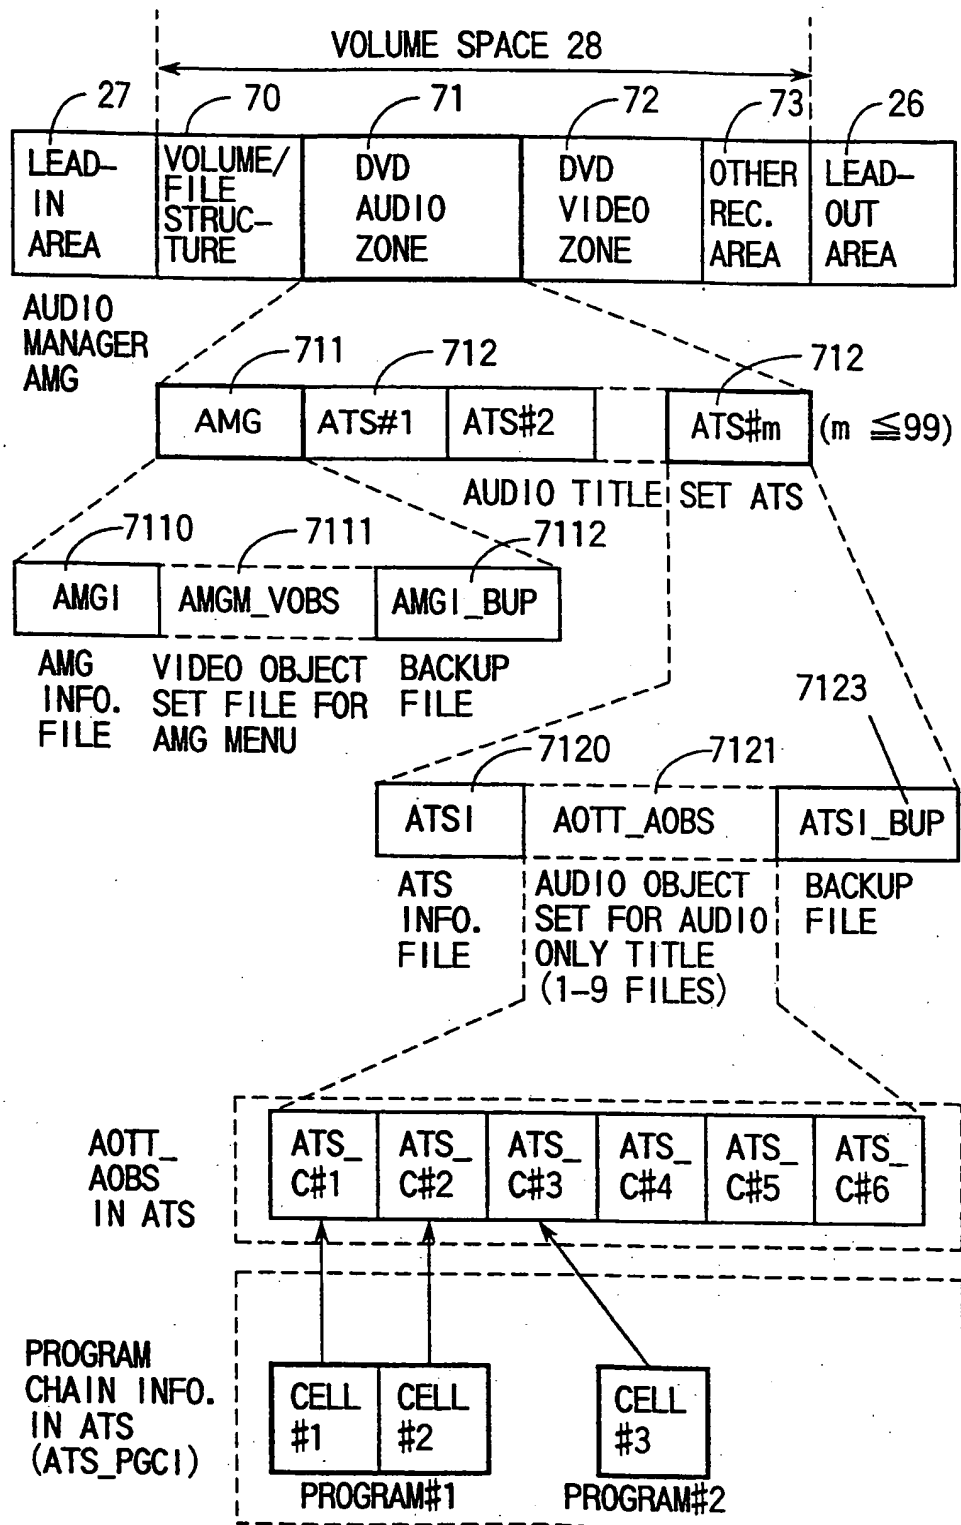 VOLUME SPACE 28
27 70 71 72 73 26
LEAD-
IN
AREA
VOLUME/
FILE
STRUC-
TURE
DVD
AUDIO
ZONE
DVD
VIDEO
ZONE
OTHER
REC.
AREA
LEAD-
OUT
AREA
AUDIO
MANAGER
AMG
711 712 712
AMG ATS#1 ATS#2 ATS#m (m ≦99)
AUDIO TITLE SET ATS
7110 7111 7112
AMGI AMGM_VOBS AMGI_BUP
AMG
INFO.
FILE
VIDEO OBJECT
SET FILE FOR
AMG MENU
BACKUP
FILE
7120 7121 7123
ATSI AOTT_AOBS ATSI_BUP
ATS
INFO.
FILE
AUDIO OBJECT
SET FOR AUDIO
ONLY TITLE
(1-9 FILES)
BACKUP
FILE
AOTT_
AOBS
IN ATS
ATS_
C#1
ATS_
C#2
ATS_
C#3
ATS_
C#4
ATS_
C#5
ATS_
C#6
PROGRAM
CHAIN INFO.
IN ATS
(ATS_PGCI)
CELL
#1
CELL
#2
CELL
#3
PROGRAM#1 PROGRAM#2